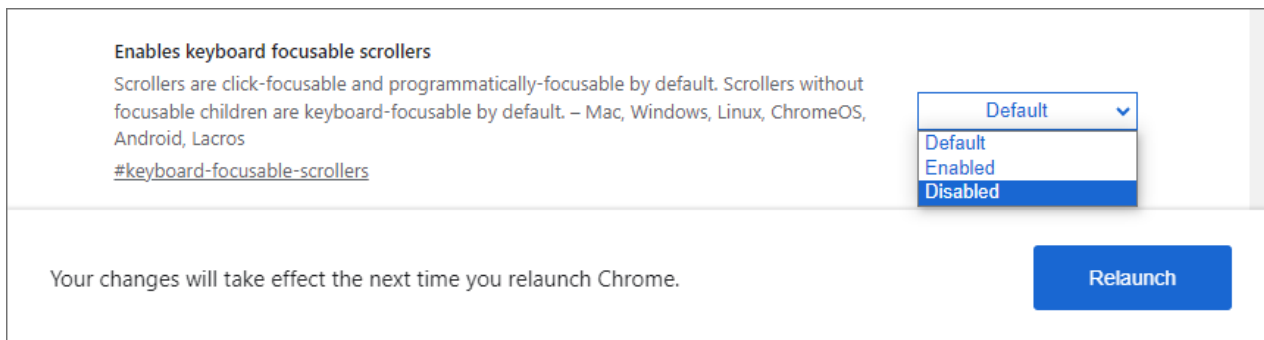 Enables keyboard focusable scrollers
Scrollers are click-focusable and programmatically-focusable by default. Scrollers without
focusable children are keyboard-focusable by default. – Mac, Windows, Linux, ChromeOS,
Android, Lacros
#keyboard-focusable-scrollers
Default
Default
Enabled
Disabled
Your changes will take effect the next time you relaunch Chrome.
Relaunch